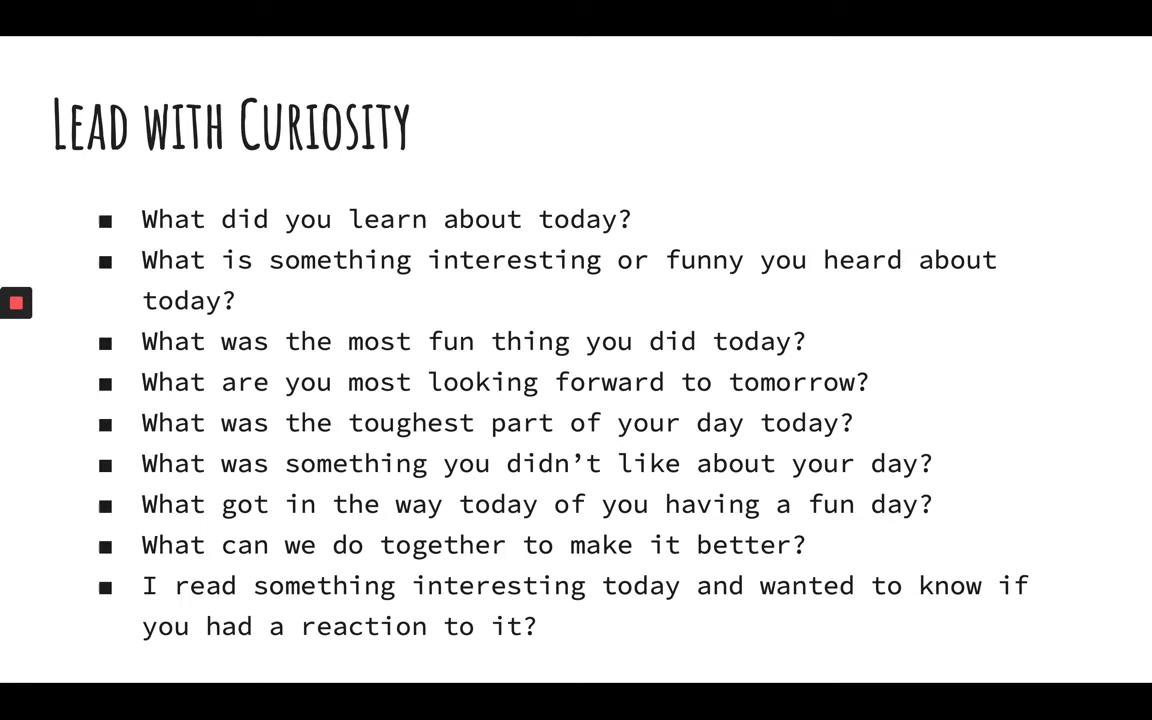 Lead with Curiosity
■ What did you learn about today?
■ What is something interesting or funny you heard about
today?
■ What was the most fun thing you did today?
■ What are you most looking forward to tomorrow?
■ What was the toughest part of your day today?
■ What was something you didn’t like about your day?
■ What got in the way today of you having a fun day?
■ What can we do together to make it better?
■ I read something interesting today and wanted to know if
you had a reaction to it?